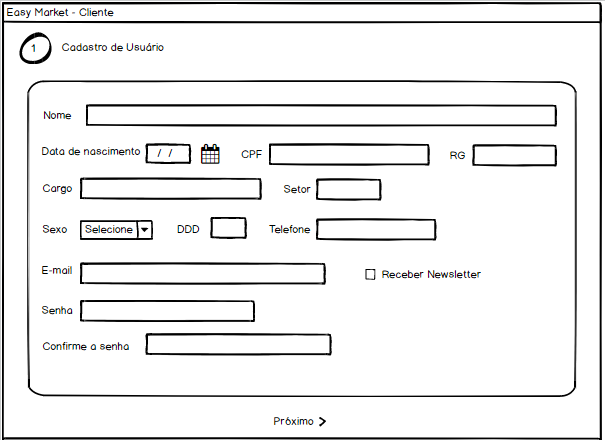 Easy Market - Cliente
1 Cadastro de Usuário
Nome
Data de nascimento / / CPF RG
Cargo Setor
Sexo Selecione DDD Telefone
E-mail Receber Newsletter
Senha
Confirme a senha
Próximo >